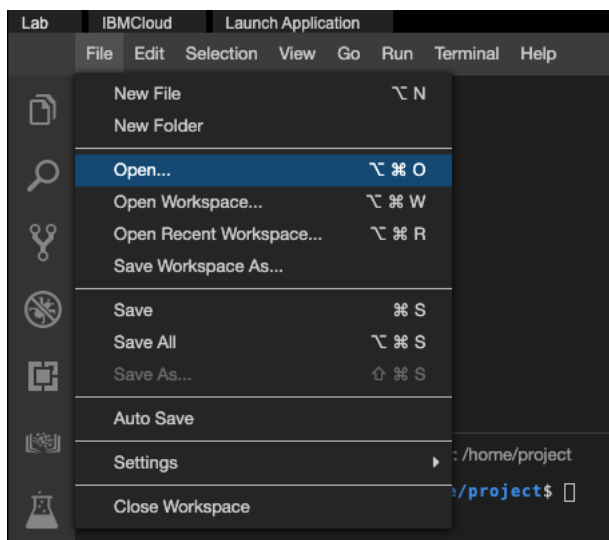 Lab IBMCloud Launch Application
File Edit Selection View Go Run Terminal Help
New File ⌥ N
New Folder
Open... ⌥ ⌘ O
Open Workspace... ⌥ ⌘ W
Open Recent Workspace... ⌥ ⌘ R
Save Workspace As...
Save ⌘ S
Save All ⌥ ⌘ S
Save As... ⇧ ⌘ S
Auto Save
Settings
: /home/project
Close Workspace
e/project$